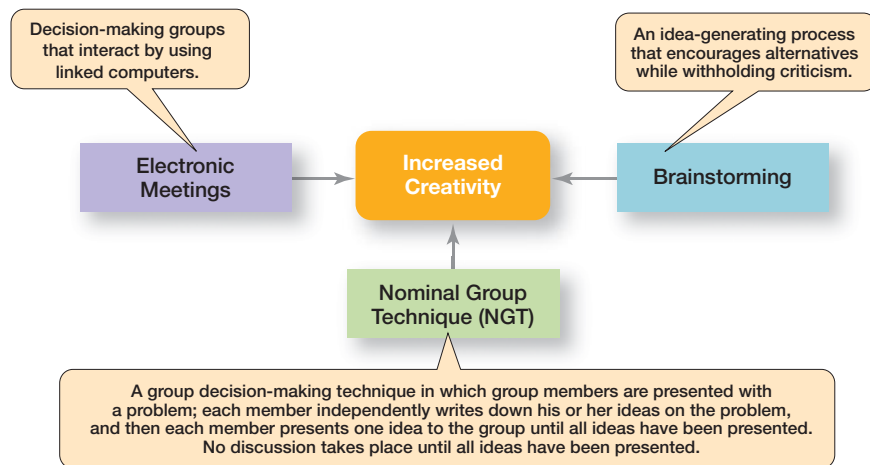 Decision-making groups
that interact by using
linked computers.
An idea-generating process
that encourages alternatives
while withholding criticism.
Electronic
Meetings
Increased
Creativity
Brainstorming
Nominal Group
Technique (NGT)
A group decision-making technique in which group members are presented with
a problem; each member independently writes down his or her ideas on the problem,
and then each member presents one idea to the group until all ideas have been presented.
No discussion takes place until all ideas have been presented.